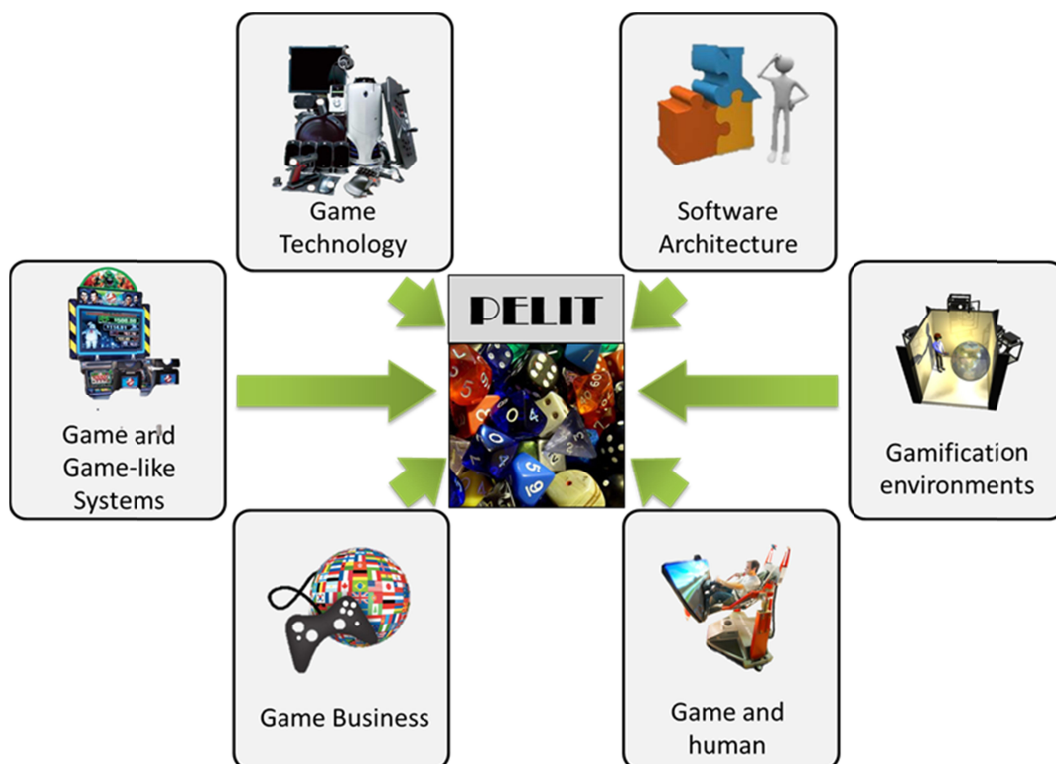 Game
Technology
Software
Architecture
PELIT
Game and
Game-like
Systems
Gamification
environments
Game Business
Game and
human